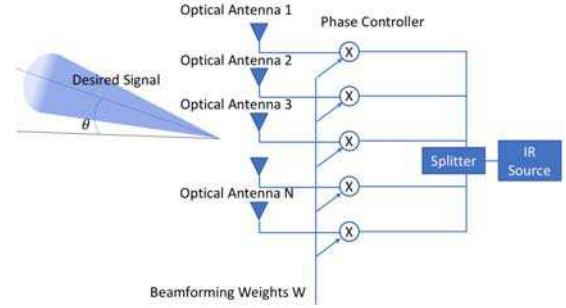 Optical Antenna 1
Phase Controller
Optical Antenna 2
Desired Signal
Optical Antenna 3
θ
X
X
X
X
X
Splitter
IR
Source
Optical Antenna N
Beamforming Weights W